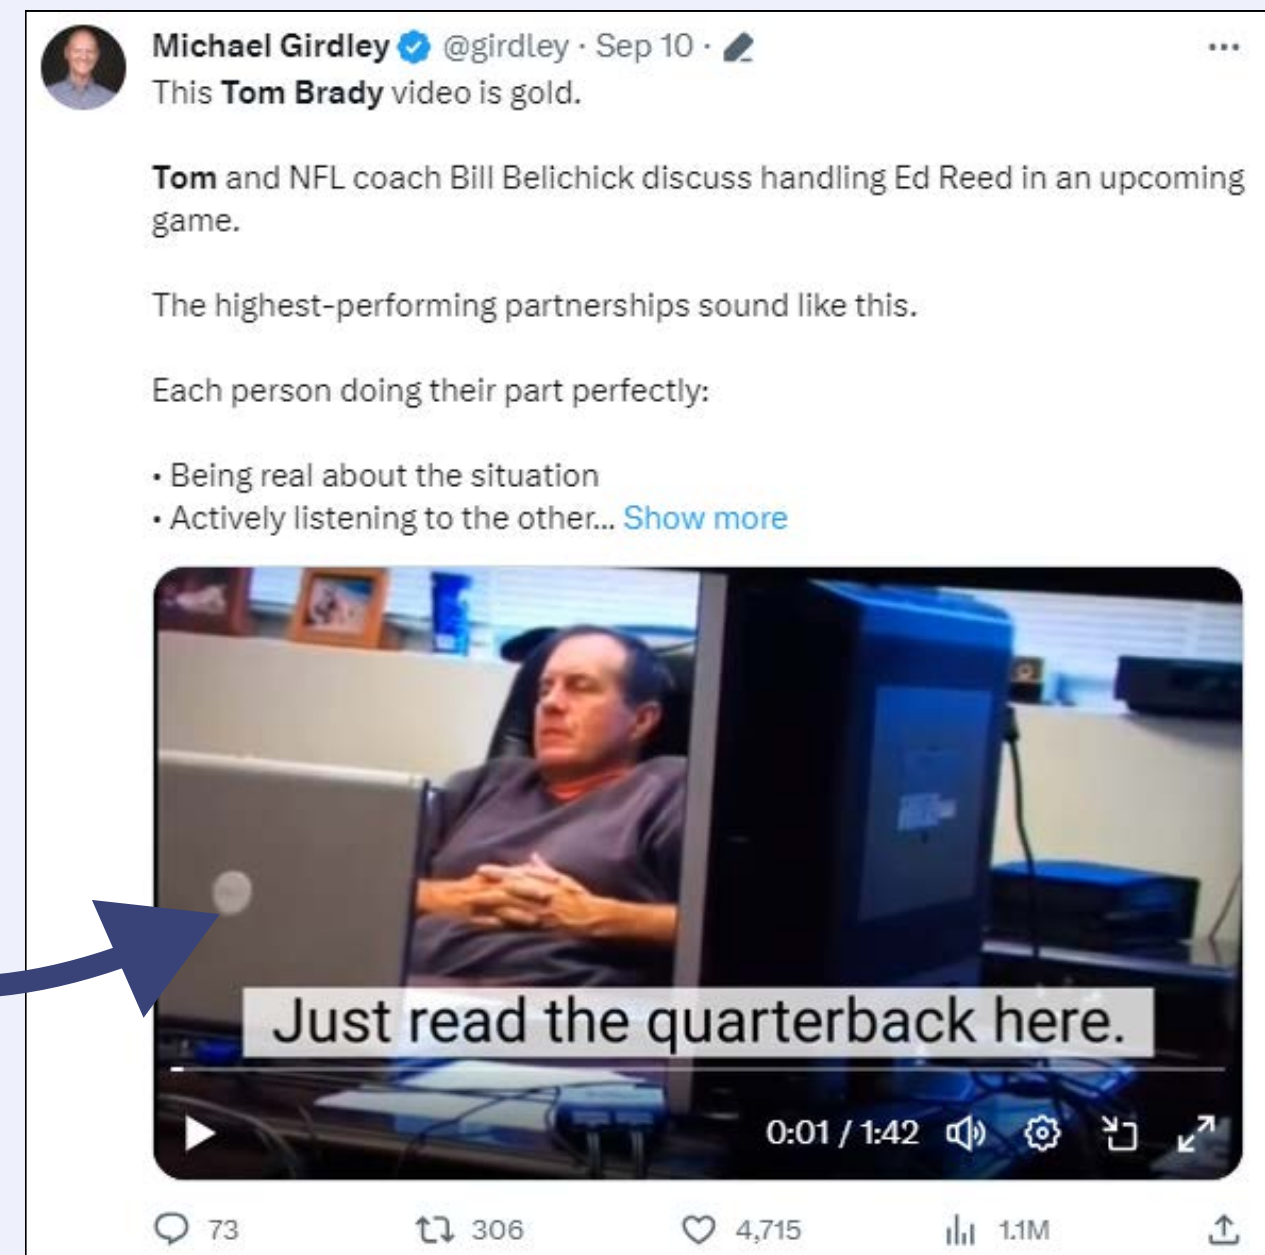 Michael Girdley @girdley · Sep 10 ·
This Tom Brady video is gold.
Tom and NFL coach Bill Belichick discuss handling Ed Reed in an upcoming
game.
The highest-performing partnerships sound like this.
Each person doing their part perfectly:
• Being real about the situation
• Actively listening to the other... Show more
Just read the quarterback here.
0:01 / 1:42
73 306 4,715 1.1M